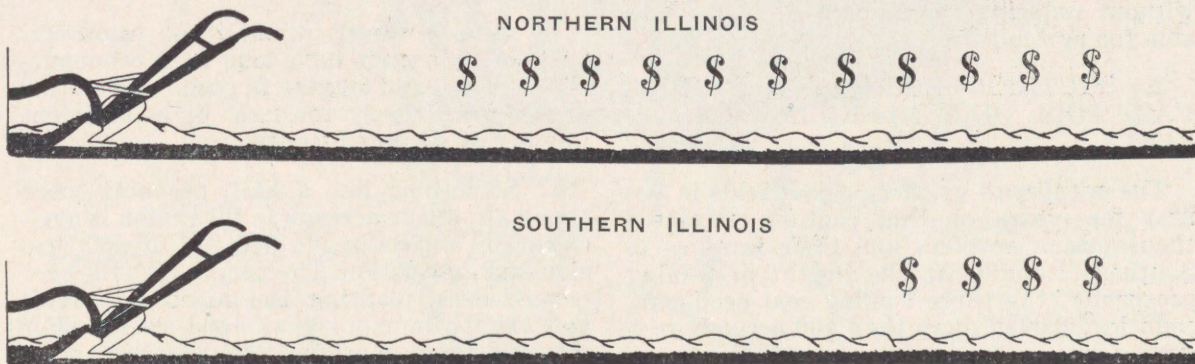 NORTHERN ILLINOIS
$ $ $ $ $ $ $ $ $ $ $
SOUTHERN ILLINOIS
$ $ $ $